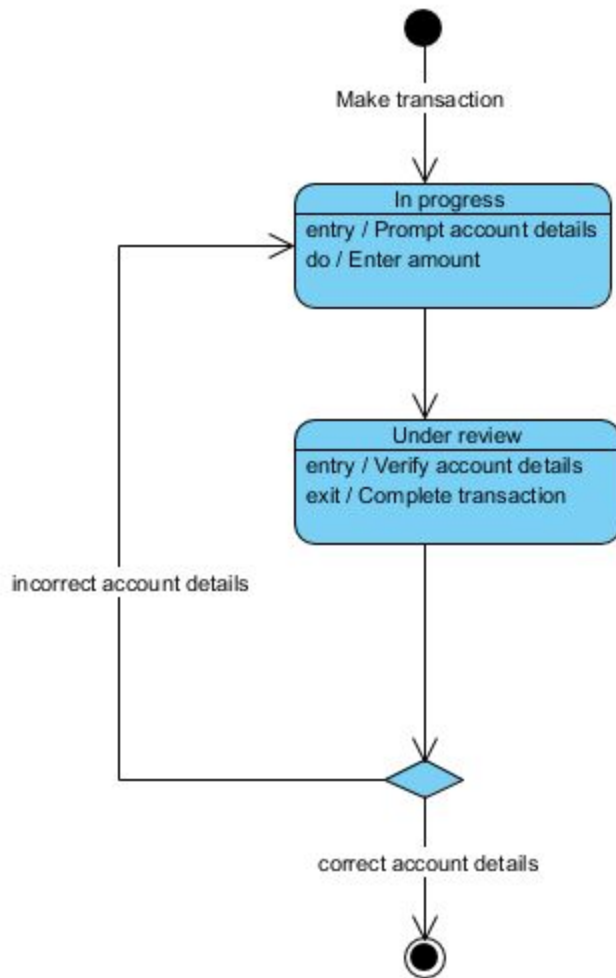 Make transaction
In progress
entry / Prompt account details
do / Enter amount
Under review
entry / Verify account details
exit / Complete transaction
incorrect account details
correct account details